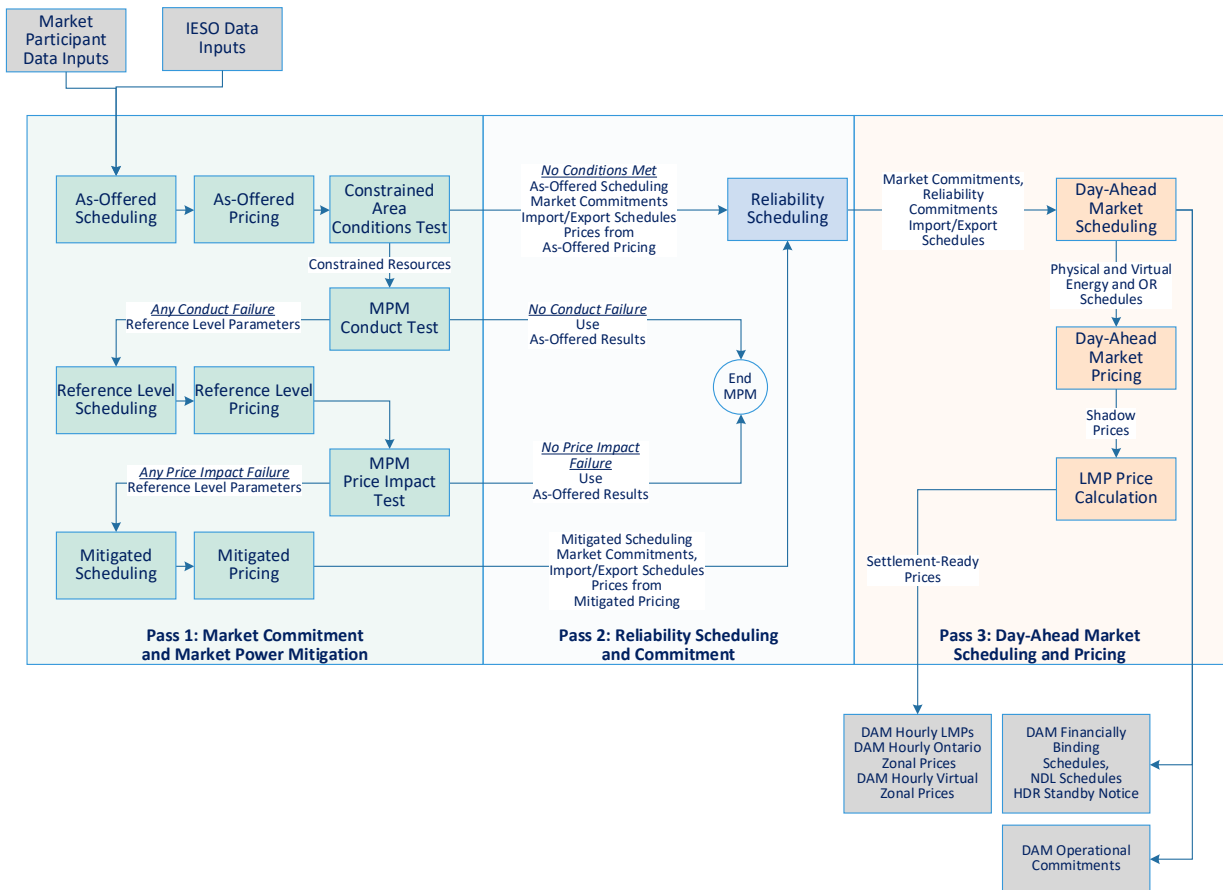 Market
Participant
Data Inputs
IESO Data
Inputs
As-Offered
Scheduling
As-Offered
Pricing
Constrained
Area
Conditions Test
No Conditions Met
As-Offered Scheduling
Market Commitments
Import/Export Schedules
Prices from
As-Offered Pricing
Reliability
Scheduling
Market Commitments,
Reliability
Commitments
Import/Export
Schedules
Day-Ahead
Market
Scheduling
Constrained Resources
Physical and Virtual
Energy and OR
Schedules
Any Conduct Failure
Reference Level Parameters
MPM
Conduct Test
No Conduct Failure
Use
As-Offered Results
Day-Ahead
Market
Pricing
Reference Level
Scheduling
Reference Level
Pricing
End
MPM
Shadow
Prices
Any Price Impact Failure
Reference Level Parameters
MPM
Price Impact
Test
No Price Impact
Failure
Use
As-Offered Results
LMP Price
Calculation
Mitigated
Scheduling
Mitigated
Pricing
Mitigated Scheduling
Market Commitments,
Import/Export Schedules
Prices from
Mitigated Pricing
Settlement-Ready
Prices
Pass 1: Market Commitment
and Market Power Mitigation
Pass 2: Reliability Scheduling
and Commitment
Pass 3: Day-Ahead Market
Scheduling and Pricing
DAM Hourly LMPs
DAM Hourly Ontario
Zonal Prices
DAM Hourly Virtual
Zonal Prices
DAM Financially
Binding
Schedules,
NDL Schedules
HDR Standby Notice
DAM Operational
Commitments